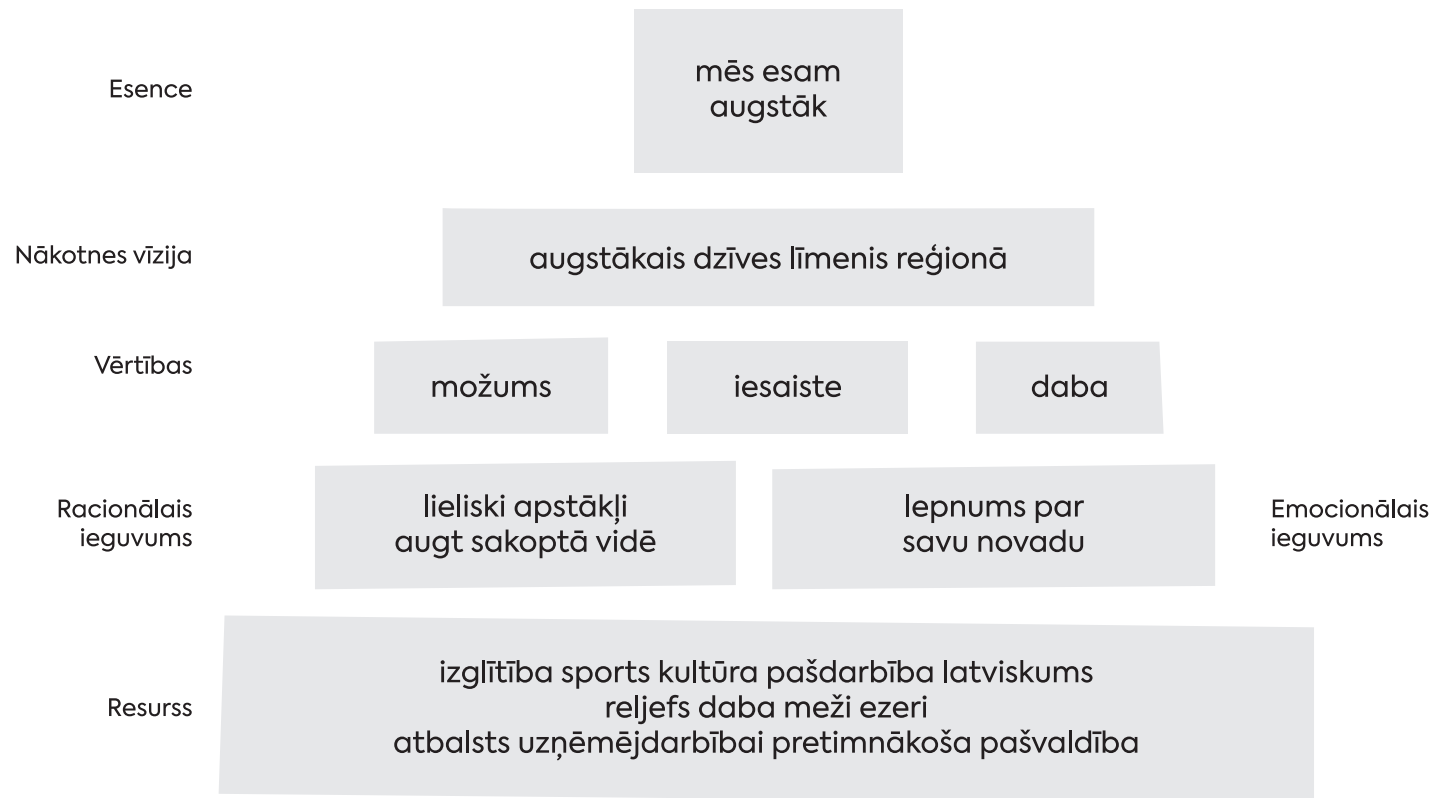 Esence
mēs esam
augstāk
Nākotnes vīzija
augstākais dzīves līmenis reģionā
Vērtības
možums
iesaiste
daba
Racionālais
ieguvums
lieliski apstākļi
augt sakoptā vidē
lepnums par
savu novadu
Emocionālais
ieguvums
Resurss
izglītība sports kultūra pašdarbība latviskums
reljefs daba meži ezeri
atbalsts uzņēmējdarbībai pretimnākoša pašvaldība